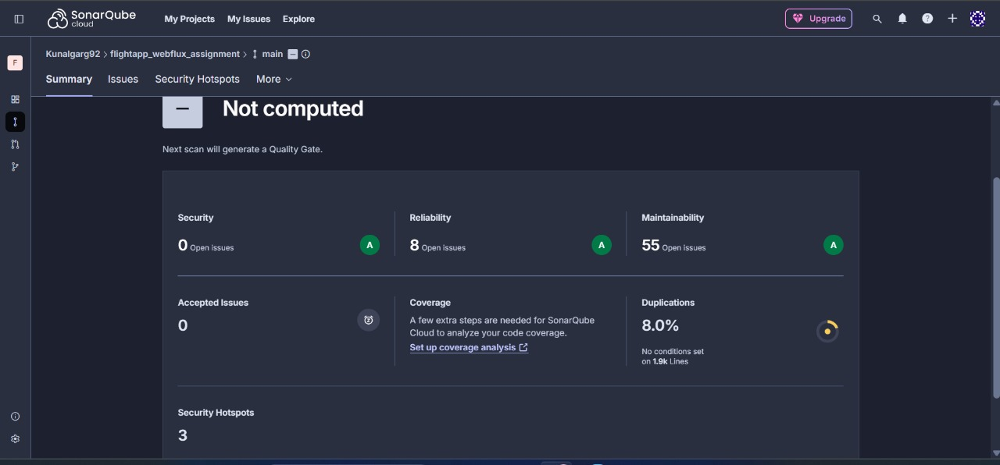 SonarQube cloud
My Projects My Issues Explore
Upgrade
Kunalgarg92 > flightapp_webflux_assignment > main
F
Summary Issues Security Hotspots More
Not computed
Next scan will generate a Quality Gate.
Security
0 Open issues A
Reliability
8 Open issues A
Maintainability
55 Open issues A
Accepted Issues
0
Coverage
A few extra steps are needed for SonarQube
Cloud to analyze your code coverage.
Set up coverage analysis
Duplications
8.0%
No conditions set
on 1.9k Lines
Security Hotspots
3